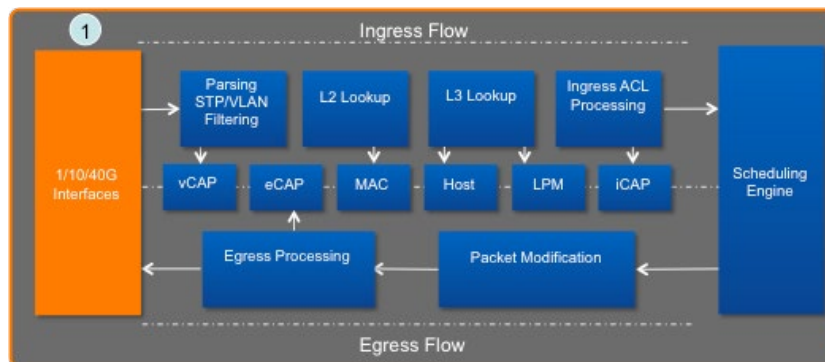 1
Ingress Flow
Parsing
STP/VLAN
Filtering
L2 Lookup
L3 Lookup
Ingress ACL
Processing
1/10/40G
Interfaces
vCAP
eCAP
MAC
Host
LPM
iCAP
Scheduling
Engine
Egress Processing
Packet Modification
Egress Flow